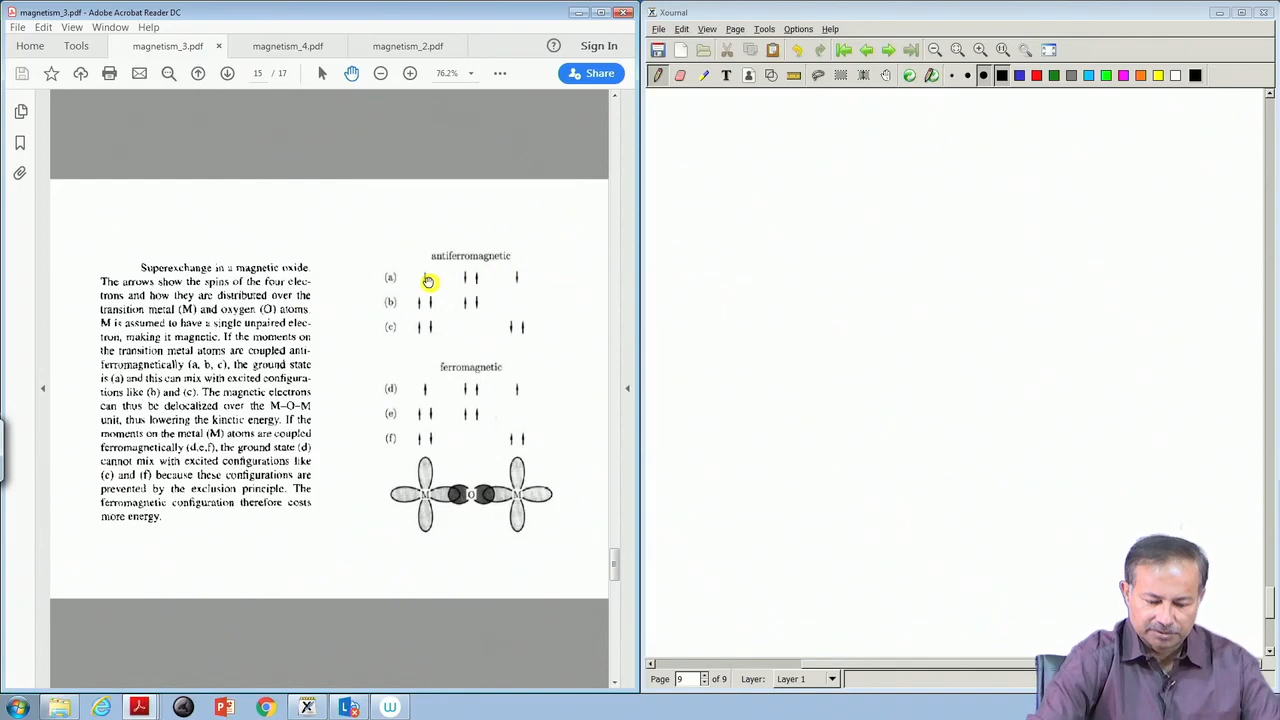 magnetism_3.pdf - Adobe Acrobat Reader DC
File Edit View Window Help
Home Tools magnetism_3.pdf × magnetism_4.pdf magnetism_2.pdf Sign In
15 / 17 76.2% Share
Superexchange in a magnetic oxide.
The arrows show the spins of the four elec-
trons and how they are distributed over the
transition metal (M) and oxygen (O) atoms.
M is assumed to have a single unpaired elec-
tron, making it magnetic. If the moments on
the transition metal atoms are coupled anti-
ferromagnetically (a, b, c), the ground state
is (a) and this can mix with excited configura-
tions like (b) and (c). The magnetic electrons
can thus be delocalized over the M–O–M
unit, thus lowering the kinetic energy. If the
moments on the metal (M) atoms are coupled
ferromagnetically (d,e,f), the ground state (d)
cannot mix with excited configurations like
(e) and (f) because these configurations are
prevented by the exclusion principle. The
ferromagnetic configuration therefore costs
more energy.
antiferromagnetic
(a)
(b)
(c)
ferromagnetic
(d)
(e)
(f)
M O M
Xournal
File Edit View Page Tools Options Help
T
Page 9 of 9 Layer: Layer 1